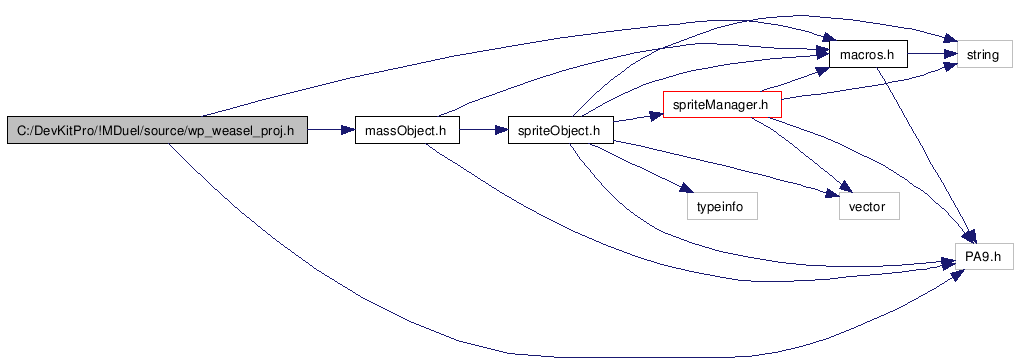 macros.h
string
spriteManager.h
C:/DevKitPro/!MDuel/source/wp_weasel_proj.h
massObject.h
spriteObject.h
typeinfo
vector
PA9.h